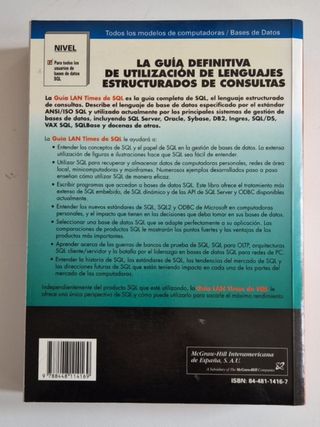 Todos los modelos de computadoras / Bases de Datos
NIVEL
Para todos los
usuarios de
bases de datos
SQL
LA GUÍA DEFINITIVA
DE UTILIZACIÓN DE LENGUAJES
ESTRUCTURADOS DE CONSULTAS
La Guía LAN Times de SQL es la guía completa de SQL, el lenguaje estructurado
de consultas. Describe el lenguaje de base de datos especificado por el estándar
ANSI/ISO SQL y utilizado actualmente por los principales sistemas de gestión
de bases de datos, incluyendo SQL Server, Oracle, Sybase, DB2, Ingres, SQL/DS,
VAX SQL, SQLBase y docenas de otros.
La Guía LAN Times de SQL le ayudará a:
• Entender los conceptos de SQL y el papel de SQL en la gestión de bases de datos. La extensa
utilización de figuras e ilustraciones hace que SQL sea fácil de entender.
• Utilizar SQL para recuperar y almacenar datos de computadoras personales, redes de área
local, minicomputadoras y mainframes. Numerosos ejemplos desarrollados paso a paso
enseñan cómo utilizar SQL de manera eficaz.
• Escribir programas que accedan a bases de datos SQL. Este libro ofrece el tratamiento más
extenso de SQL embebido, de SQL dinámico y de las API de SQL Server y ODBC disponibles
actualmente.
• Entender los nuevos estándares de SQL, SQL2 y ODBC de Microsoft en computadoras
personales, y el impacto que tienen en las decisiones que deba tomar en sus bases de datos.
• Seleccionar una base de datos SQL que se adapte perfectamente a su aplicación. Las
comparaciones de productos SQL le mostrarán los puntos fuertes y las ventajas de los
productos más importantes.
• Aprender acerca de las guerras de bancos de prueba de SQL, SQL para OLTP, arquitecturas
SQL cliente/servidor y la batalla por el liderazgo en bases de datos SQL para redes de PC.
• Entender la historia de SQL, los estándares de SQL, las tendencias del mercado de SQL y
las direcciones futuras de SQL que están teniendo impacto en cada una de las partes del
mercado de las computadoras.
Independientemente del producto SQL que esté utilizando, la Guía LAN Times de SQL le
ofrece una única perspectiva de SQL y cómo puede utilizarlo para sacarle el máximo rendimiento.
McGraw-Hill Interamericana
de España, S. A. U.
A Subsidiary of The McGraw-Hill Companies
9 788448 114169
ISBN: 84-481-1416-7